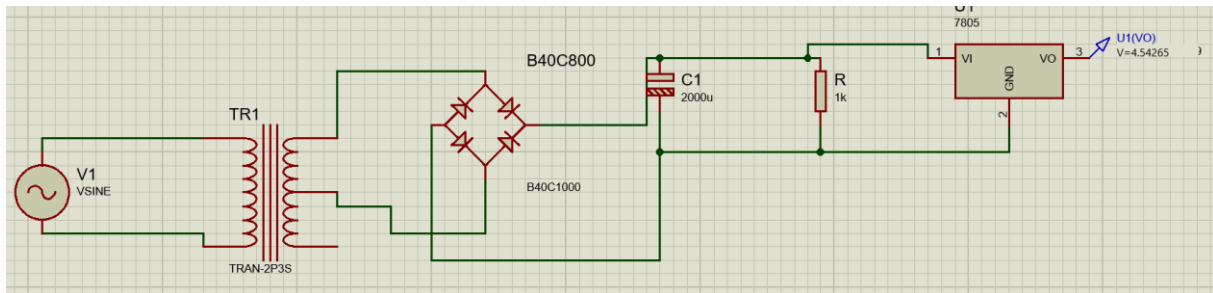 7805
U1(VO)
V=4.54265
1
VI
VO
3
GND
2
B40C800
C1
2000u
R
1k
TR1
V1
VSINE
B40C1000
TRAN-2P3S